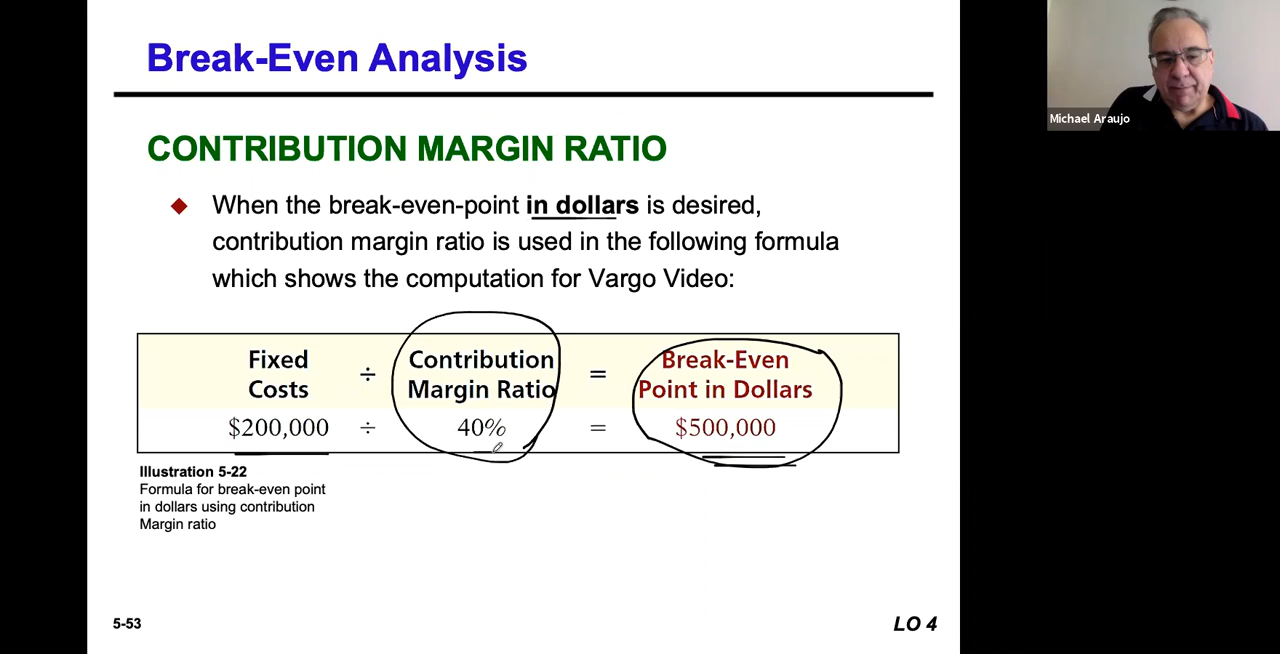 Break-Even Analysis
CONTRIBUTION MARGIN RATIO
When the break-even-point in dollars is desired,
contribution margin ratio is used in the following formula
which shows the computation for Vargo Video:
Fixed Costs ÷ Contribution Margin Ratio = Break-Even Point in Dollars
$200,000 ÷ 40% = $500,000
Illustration 5-22
Formula for break-even point
in dollars using contribution
Margin ratio
5-53
LO 4
Michael Araujo